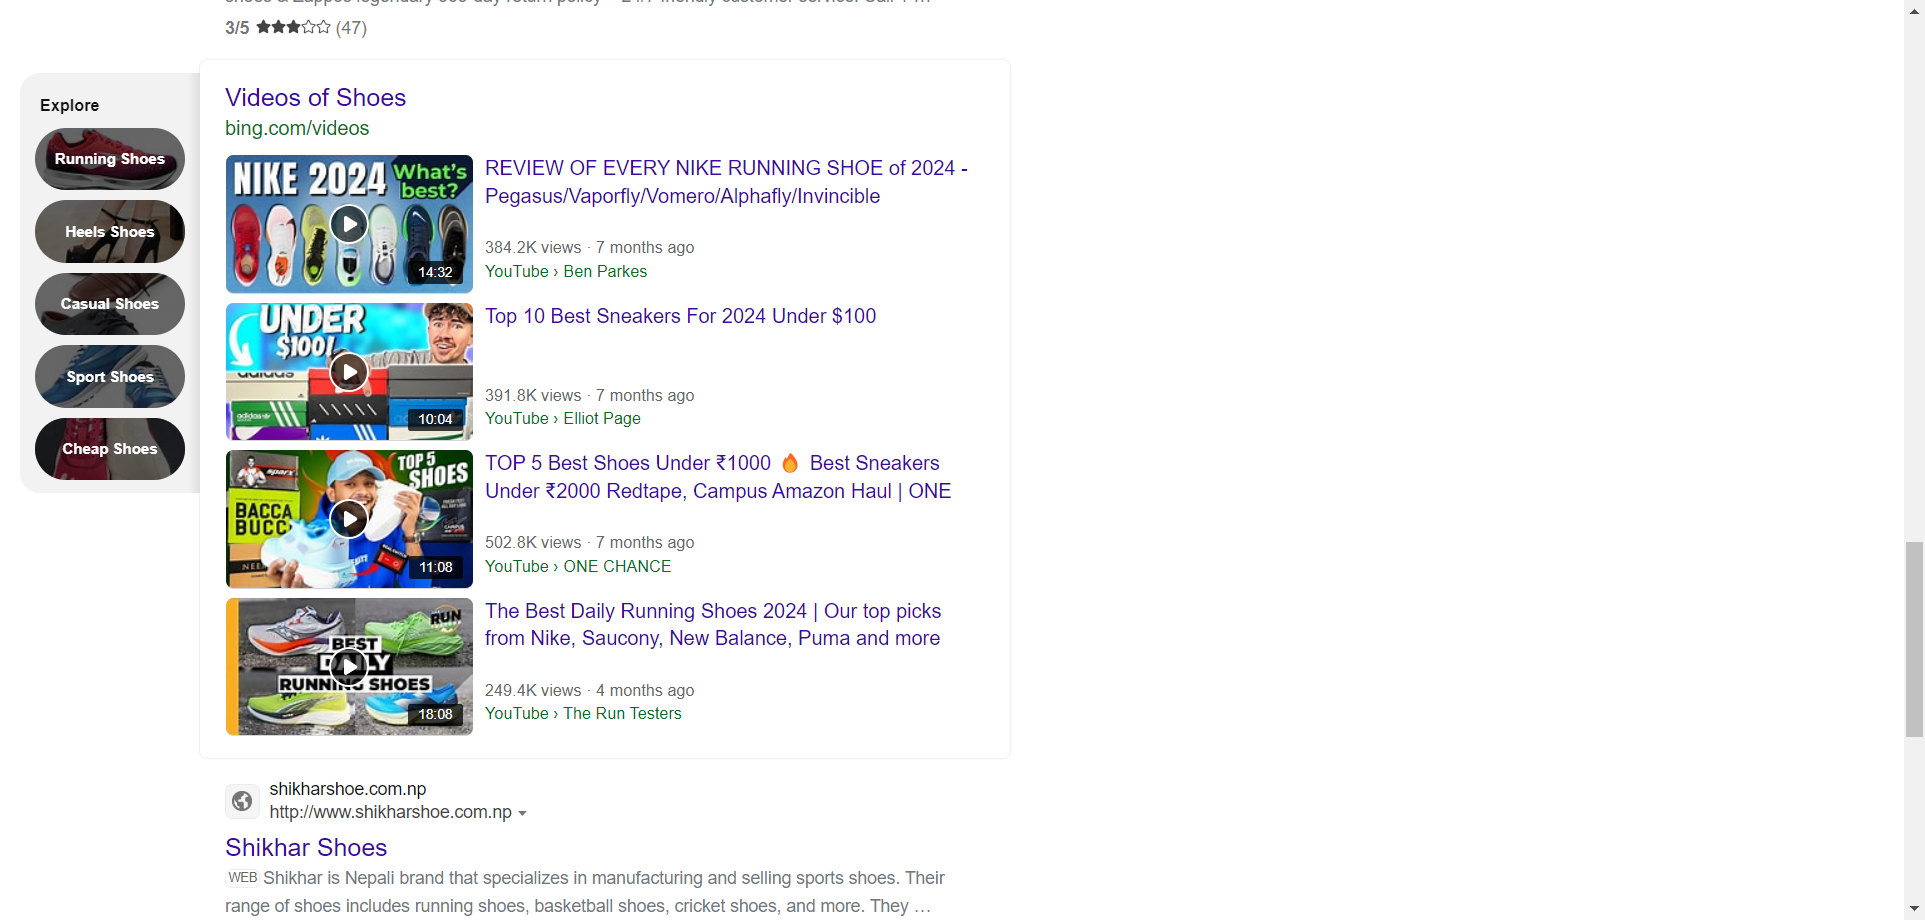 3/5 (47)
Explore
Running Shoes
Heels Shoes
Casual Shoes
Sport Shoes
Cheap Shoes
Videos of Shoes
bing.com/videos
NIKE 2024 What's best?
14:32
REVIEW OF EVERY NIKE RUNNING SHOE of 2024 -
Pegasus/Vaporfly/Vomero/Alphafly/Invincible
384.2K views · 7 months ago
YouTube › Ben Parkes
UNDER
$100!
adidas
adidas
10:04
Top 10 Best Sneakers For 2024 Under $100
391.8K views · 7 months ago
YouTube › Elliot Page
TOP 5
SHOES
sparx
BACCA
BUCCI
11:08
TOP 5 Best Shoes Under ₹1000 🔥 Best Sneakers
Under ₹2000 Redtape, Campus Amazon Haul | ONE
502.8K views · 7 months ago
YouTube › ONE CHANCE
RUN
BEST
DAILY
RUNNING SHOES
18:08
The Best Daily Running Shoes 2024 | Our top picks
from Nike, Saucony, New Balance, Puma and more
249.4K views · 4 months ago
YouTube › The Run Testers
shikharshoe.com.np
http://www.shikharshoe.com.np
Shikhar Shoes
WEB Shikhar is Nepali brand that specializes in manufacturing and selling sports shoes. Their
range of shoes includes running shoes, basketball shoes, cricket shoes, and more. They …